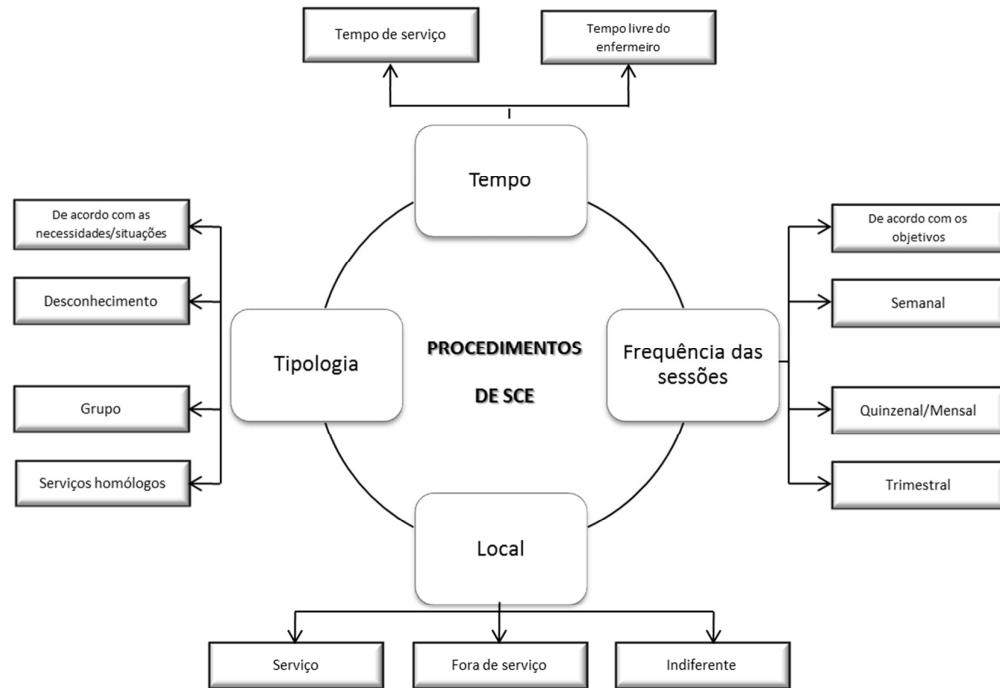 Tempo de serviço
Tempo livre do
enfermeiro
Tempo
De acordo com as
necessidades/situações
Desconhecimento
Grupo
Serviços homólogos
Tipologia
PROCEDIMENTOS
DE SCE
Frequência das
sessões
De acordo com os
objetivos
Semanal
Quinzenal/Mensal
Trimestral
Local
Serviço
Fora de serviço
Indiferente